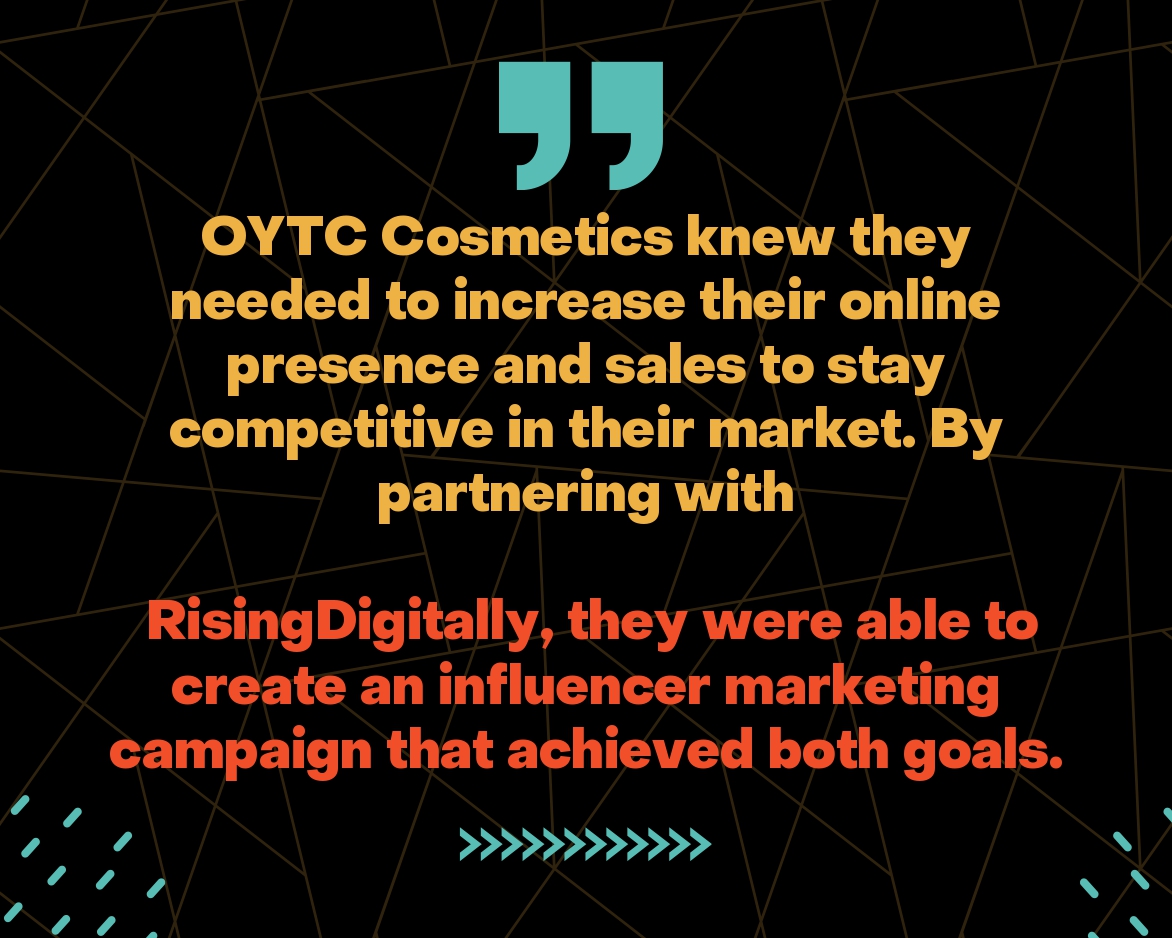 OYTC Cosmetics knew they
needed to increase their online
presence and sales to stay
competitive in their market. By
partnering with
RisingDigitally, they were able to
create an influencer marketing
campaign that achieved both goals.